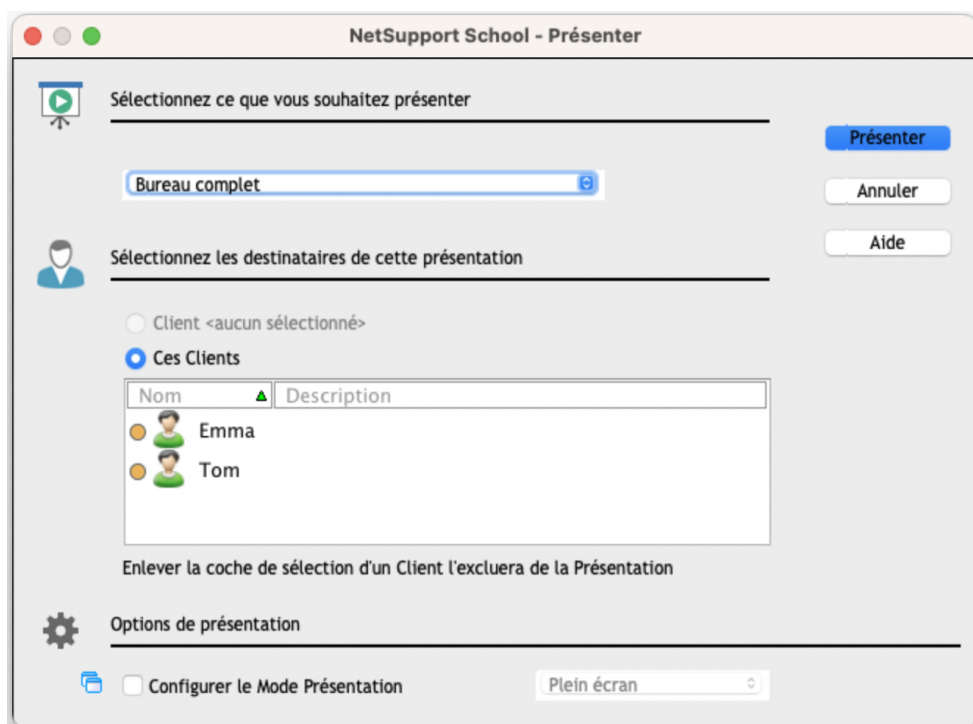 NetSupport School - Présenter
Sélectionnez ce que vous souhaitez présenter
Présenter
Bureau complet
Annuler
Aide
Sélectionnez les destinataires de cette présentation
Client <aucun sélectionné>
Ces Clients
Nom Description
Emma
Tom
Enlever la coche de sélection d'un Client l'excluera de la Présentation
Options de présentation
Configurer le Mode Présentation Plein écran